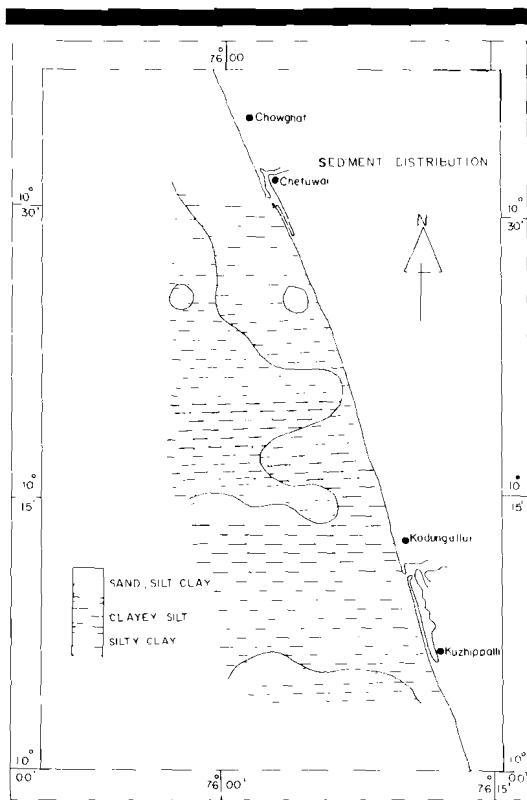 76°00
Chowghat
SEDIMENT DISTRIBUTION
Chetuwai
10°
30'
10°
30'
N
10°
15'
10°
15'
Kodungallur
SAND, SILT CLAY
CLAYEY SILT
SILTY CLAY
Kuzhippalli
10°
00'
76°00'
76°15'
10°
00'